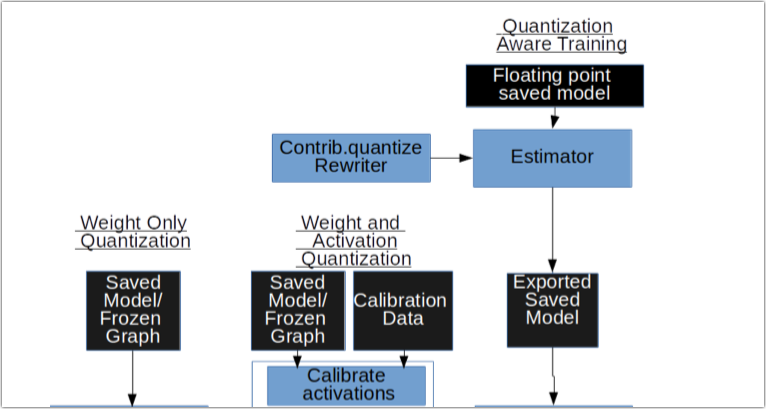 Quantization
Aware Training
Floating point
saved model
Contrib.quantize
Rewriter
Estimator
Weight Only
Quantization
Weight and
Activation
Quantization
Saved
Model/
Frozen
Graph
Saved
Model/
Frozen
Graph
Calibration
Data
Exported
Saved
Model
Calibrate
activations